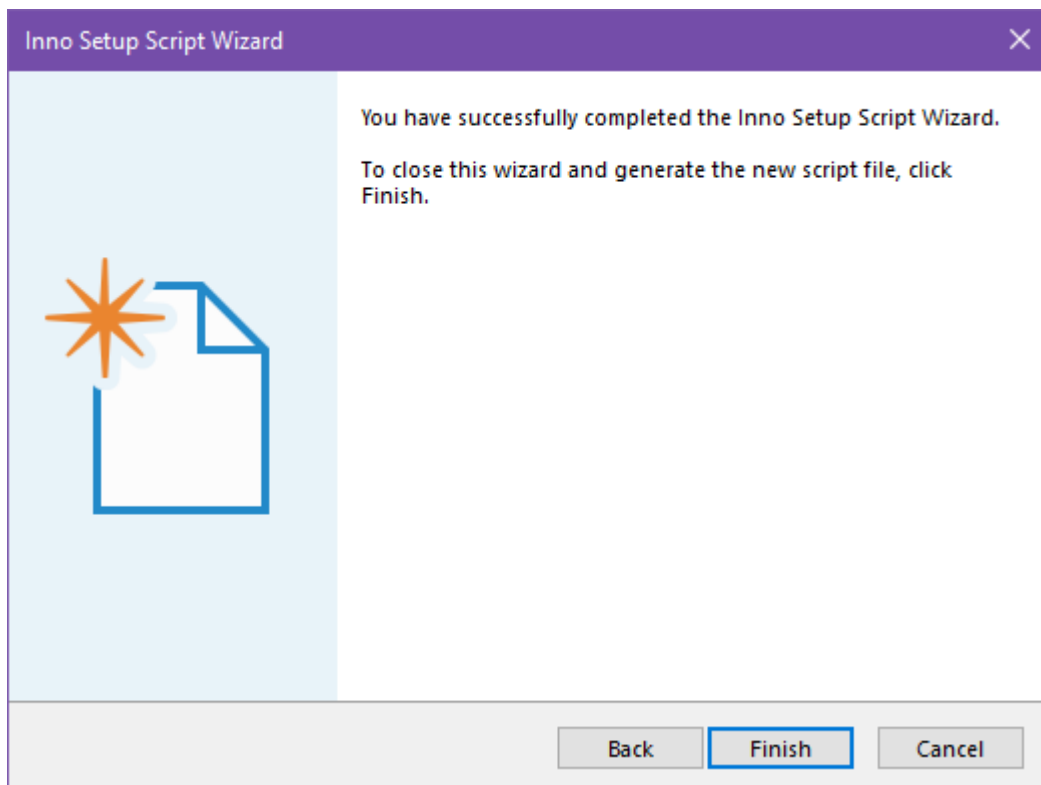 Inno Setup Script Wizard
You have successfully completed the Inno Setup Script Wizard.
To close this wizard and generate the new script file, click
Finish.
Back
Finish
Cancel